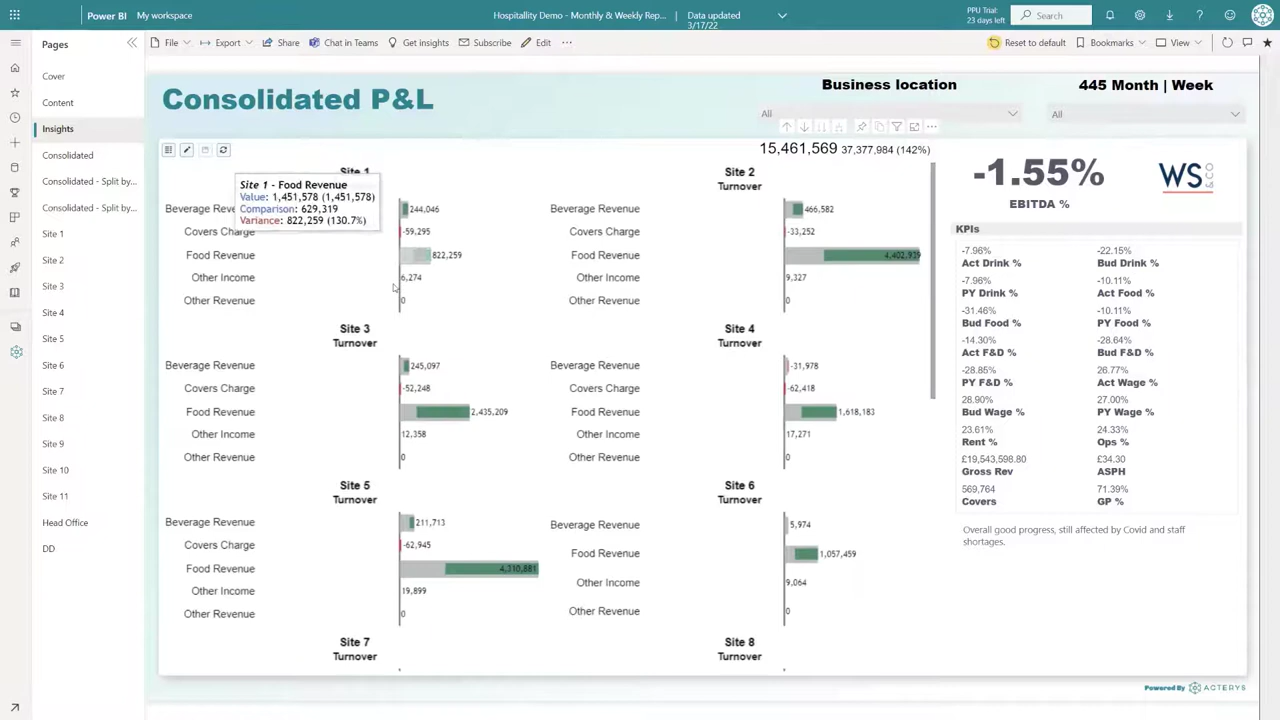 Power BI My workspace
Hospitallity Demo - Monthly & Weekly Rep... | Data updated 3/17/22
PPU Trial: 23 days left
Search
Pages
File Export Share Chat in Teams Get insights Subscribe Edit ...
Reset to default Bookmarks View
Cover
Content
Insights
Consolidated
Consolidated - Split by...
Consolidated - Split by...
Site 1
Site 2
Site 3
Site 4
Site 5
Site 6
Site 7
Site 8
Site 9
Site 10
Site 11
Head Office
DD
Consolidated P&L
Business location
All
445 Month | Week
All
15,461,569 37,377,984 (142%)
Site 1
Site 1 - Food Revenue
Value: 1,451,578 (1,451,578)
Comparison: 629,319
Variance: 822,259 (130.7%)
Beverage Reve 244,046
Covers Charge -59,295
Food Revenue 822,259
Other Income 6,274
Other Revenue 0
Site 2
Turnover
Beverage Revenue 466,582
Covers Charge -33,252
Food Revenue 4,402,939
Other Income 9,327
Other Revenue 0
Site 3
Turnover
Beverage Revenue 245,097
Covers Charge -52,248
Food Revenue 2,435,209
Other Income 12,358
Other Revenue 0
Site 4
Turnover
Beverage Revenue -31,978
Covers Charge -62,418
Food Revenue 1,618,183
Other Income 17,271
Other Revenue 0
Site 5
Turnover
Beverage Revenue 211,713
Covers Charge -62,945
Food Revenue 4,310,881
Other Income 19,899
Other Revenue 0
Site 6
Turnover
Beverage Revenue 5,974
Food Revenue 1,057,459
Other Income 9,064
Other Revenue 0
Site 7
Turnover
Site 8
Turnover
-1.55%
EBITDA %
WS &CO
KPIs
-7.96% -22.15%
Act Drink % Bud Drink %
-7.96% -10.11%
PY Drink % Act Food %
-31.46% -10.11%
Bud Food % PY Food %
-14.30% -28.64%
Act F&D % Bud F&D %
-28.85% 26.77%
PY F&D % Act Wage %
28.90% 27.00%
Bud Wage % PY Wage %
23.61% 24.33%
Rent % Ops %
£19,543,598.80 £34.30
Gross Rev ASPH
569,764 71.39%
Covers GP %
Overall good progress, still affected by Covid and staff
shortages.
Powered By ACTERYS